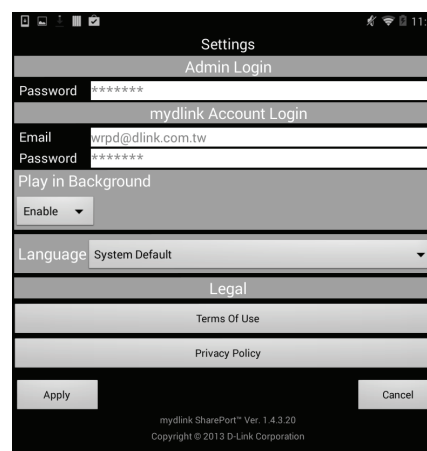 11:
Settings
Admin Login
Password *******
mydlink Account Login
Email wrpd@dlink.com.tw
Password *******
Play in Background
Enable
Language System Default
Legal
Terms Of Use
Privacy Policy
Apply Cancel
mydlink SharePort™ Ver. 1.4.3.20
Copyright © 2013 D-Link Corporation